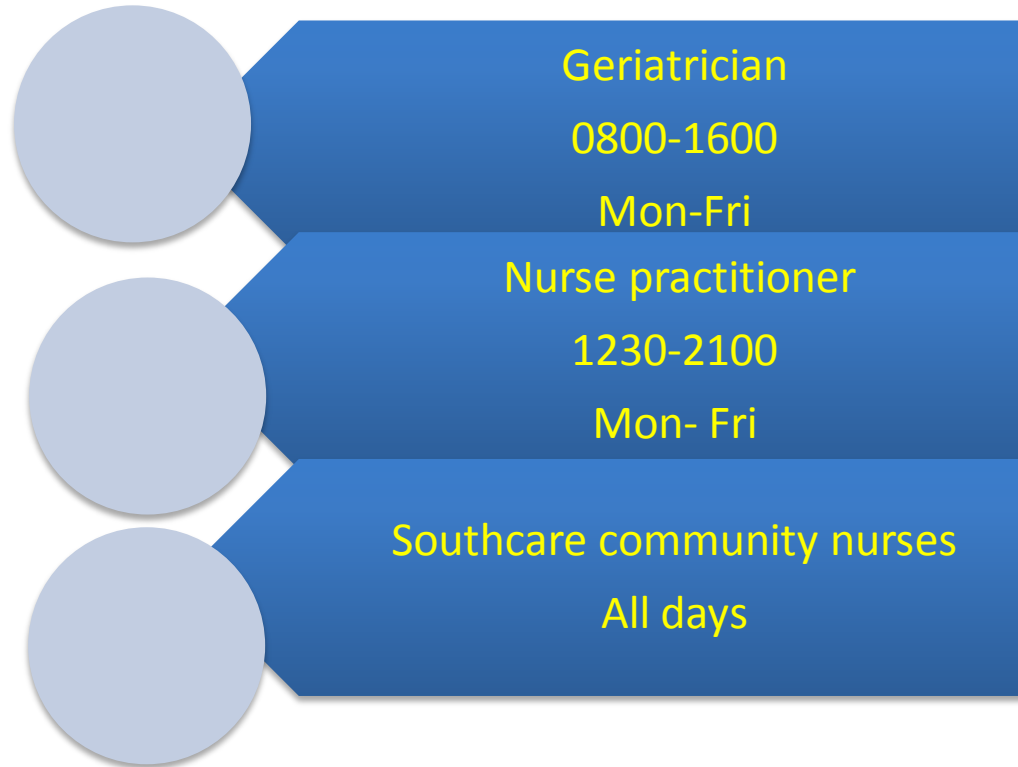 Geriatrician
0800-1600
Mon-Fri
Nurse practitioner
1230-2100
Mon- Fri
Southcare community nurses
All days